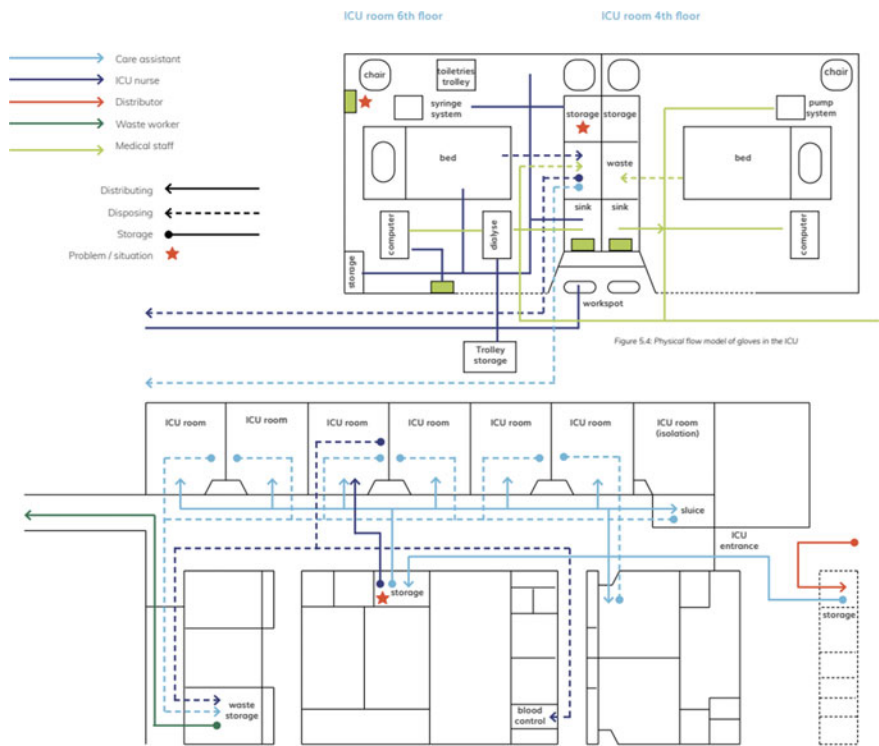 ICU room 6th floor
ICU room 4th floor
Care assistant
ICU nurse
Distributor
Waste worker
Medical staff
Distributing
Disposing
Storage
Problem / situation
chair
toiletries
trolley
chair
syringe
system
storage
storage
pump
system
bed
waste
bed
computer
dialyse
sink
sink
computer
storage
workspot
Trolley
storage
Figure 5.4: Physical flow model of gloves in the ICU
ICU room
ICU room
ICU room
ICU room
ICU room
ICU room
ICU room
(isolation)
sluice
ICU
entrance
storage
storage
waste
storage
blood
control